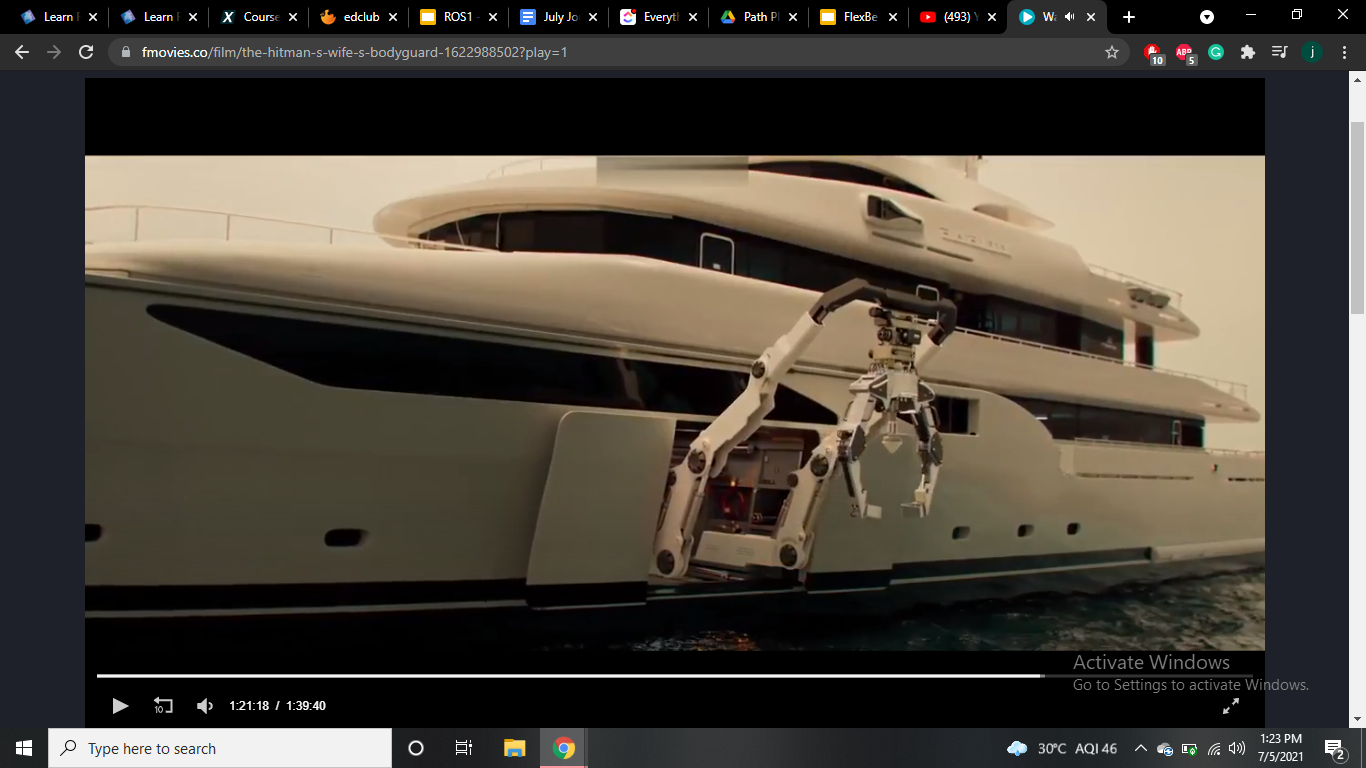 Learn
Learn
Course
edclub
ROS1 -
July Jo
Everyt
Path P
FlexBe
(493)
Wa
fmovies.co/film/the-hitman-s-wife-s-bodyguard-1622988502?play=1
10
ABP
5
j
Activate Windows
Go to Settings to activate Windows.
10
1:21:18 / 1:39:40
Type here to search
30°C AQI 46
1:23 PM
7/5/2021
2